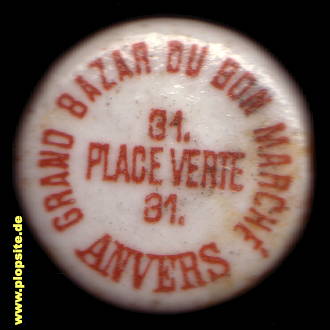 GRAND BAZAR DU BON MARCHÉ
31.
PLACE VERTE
31.
ANVERS
www.plopsite.de